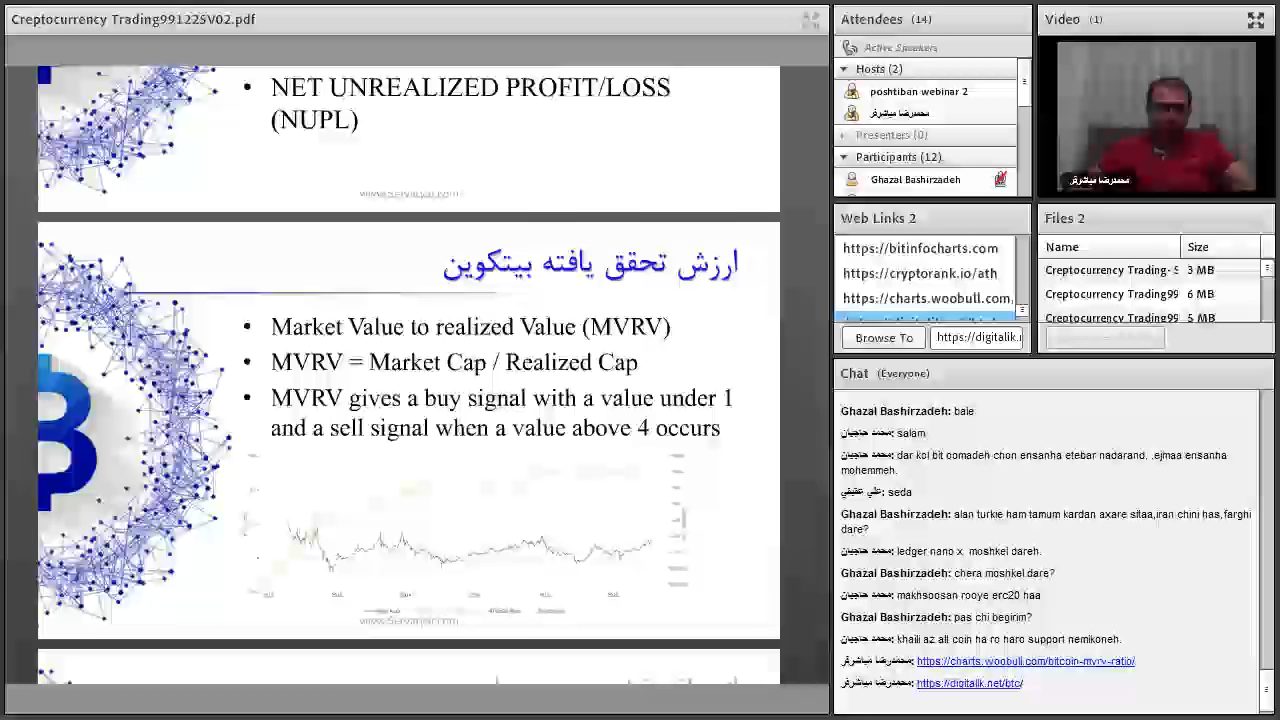 Creptocurrency Trading991225V02.pdf
• NET UNREALIZED PROFIT/LOSS
(NUPL)
ارزش تحقق یافته بیتکوین
• Market Value to realized Value (MVRV)
• MVRV = Market Cap / Realized Cap
• MVRV gives a buy signal with a value under 1
and a sell signal when a value above 4 occurs
Attendees (14)
Active Speakers
Hosts (2)
poshtiban webinar 2
محمدرضا مباشرفر
Presenters (0)
Participants (12)
Ghazal Bashirzadeh
Video (1)
محمدرضا مباشرفر
Web Links 2
https://bitinfocharts.com
https://cryptorank.io/ath
https://charts.woobull.com,
Browse To
https://digitalik.r
Files 2
Name Size
Creptocurrency Trading- S 3 MB
Creptocurrency Trading99 6 MB
Creptocurrency Trading99 5 MB
Chat (Everyone)
Ghazal Bashirzadeh: bale
محمد حاجیان: salam
محمد حاجیان: dar kol bit oomadeh chon ensanha etebar nadarand. .ejmaa ensanha
mohemmeh.
علي عفيفي: seda
Ghazal Bashirzadeh: alan turkie ham tamum kardan axare sitaa,iran chini has,farghi
dare?
محمد حاجیان: ledger nano x moshkel dareh.
Ghazal Bashirzadeh: chera moshkel dare?
محمد حاجیان: makhsoosan rooye erc20 haa
Ghazal Bashirzadeh: pas chi begirim?
محمد حاجیان: khaili az alt coin ha ro haro support nemikoneh.
محمدرضا مباشرفر: https://charts.woobull.com/bitcoin-mvrv-ratio/
محمدرضا مباشرفر: https://digitalik.net/btc/